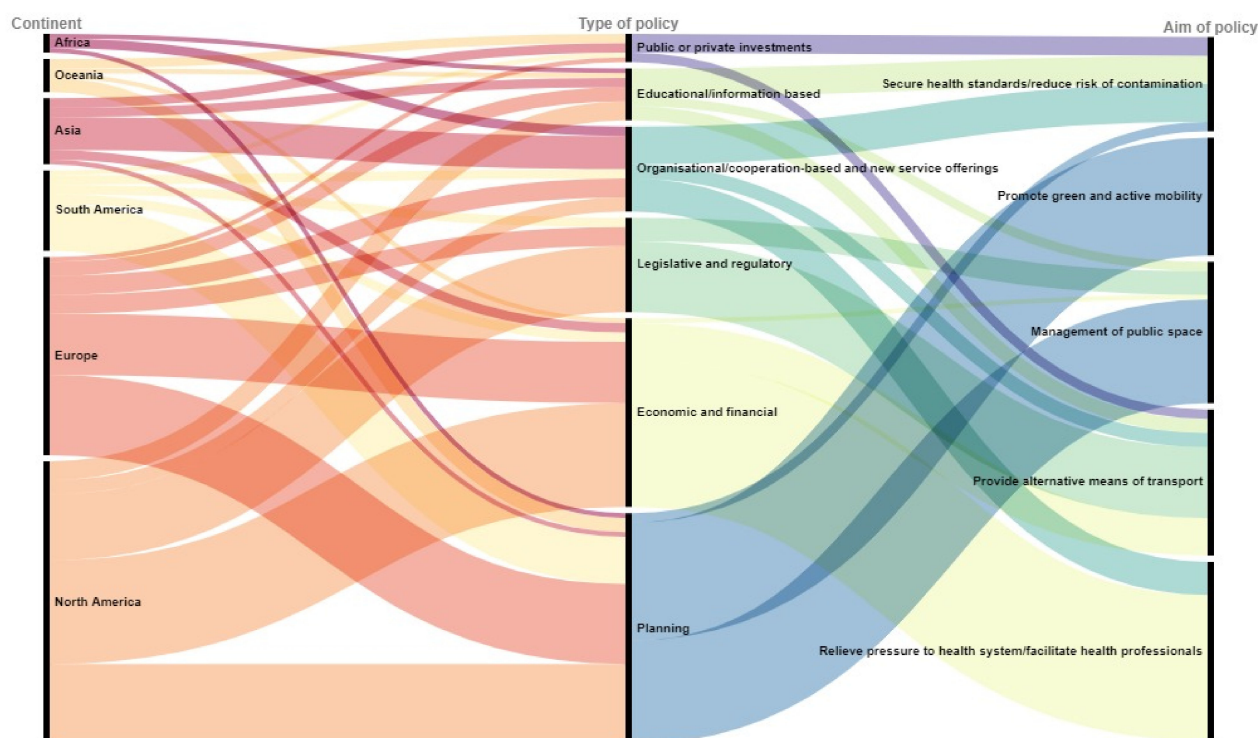 Continent
Type of policy
Aim of policy
Africa
Oceania
Asia
South America
Europe
North America
Public or private investments
Educational/information based
Organisational/cooperation-based and new service offerings
Legislative and regulatory
Economic and financial
Planning
Secure health standards/reduce risk of contamination
Promote green and active mobility
Management of public space
Provide alternative means of transport
Relieve pressure to health system/facilitate health professionals